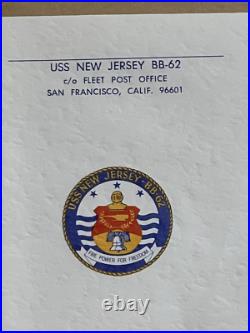 USS NEW JERSEY BB-62
c/o FLEET POST OFFICE
SAN FRANCISCO, CALIF. 96601
USS NEW JERSEY · BB-62
FIRE POWER FOR FREEDOM